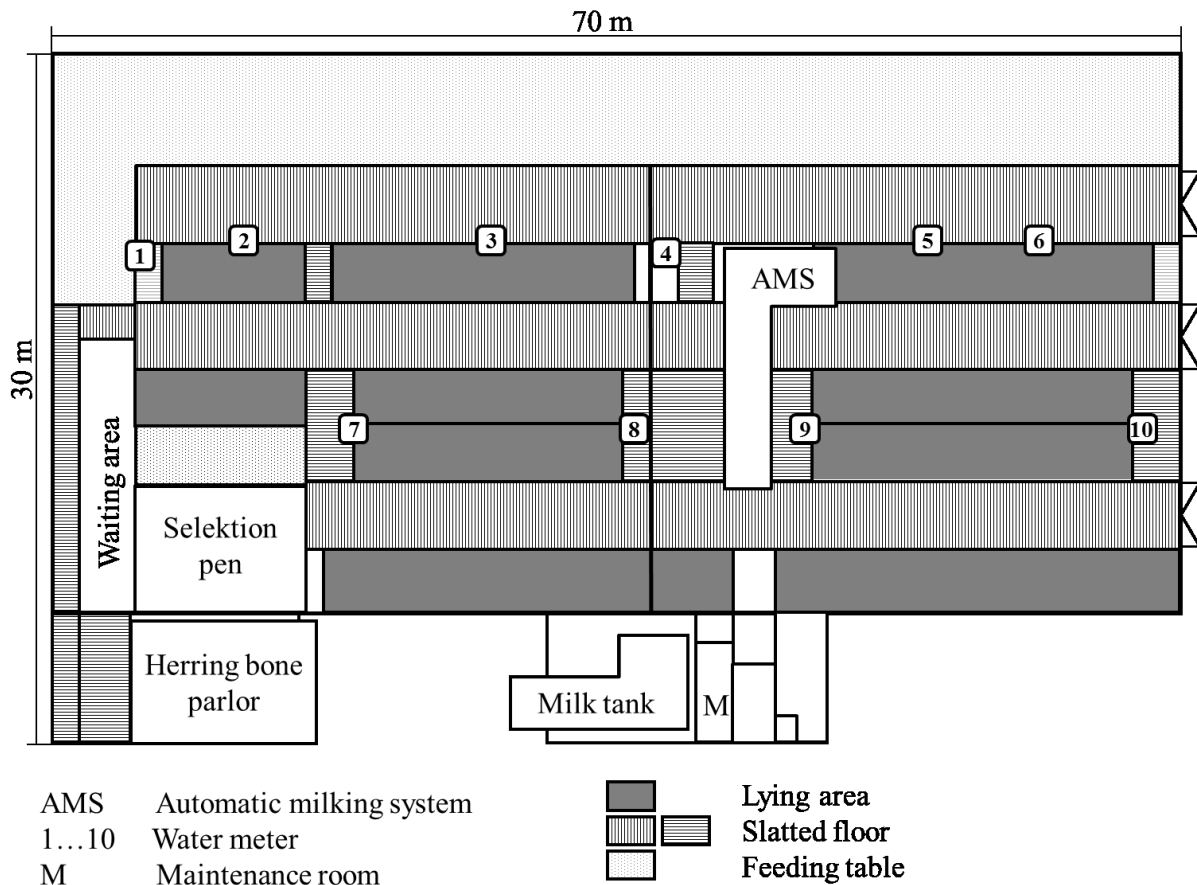 70 m
30 m
1
2
3
4
5
6
AMS
7
8
9
10
Waiting area
Selektion
pen
Herring bone
parlor
Milk tank
M
AMS Automatic milking system
1…10 Water meter
M Maintenance room
Lying area
Slatted floor
Feeding table